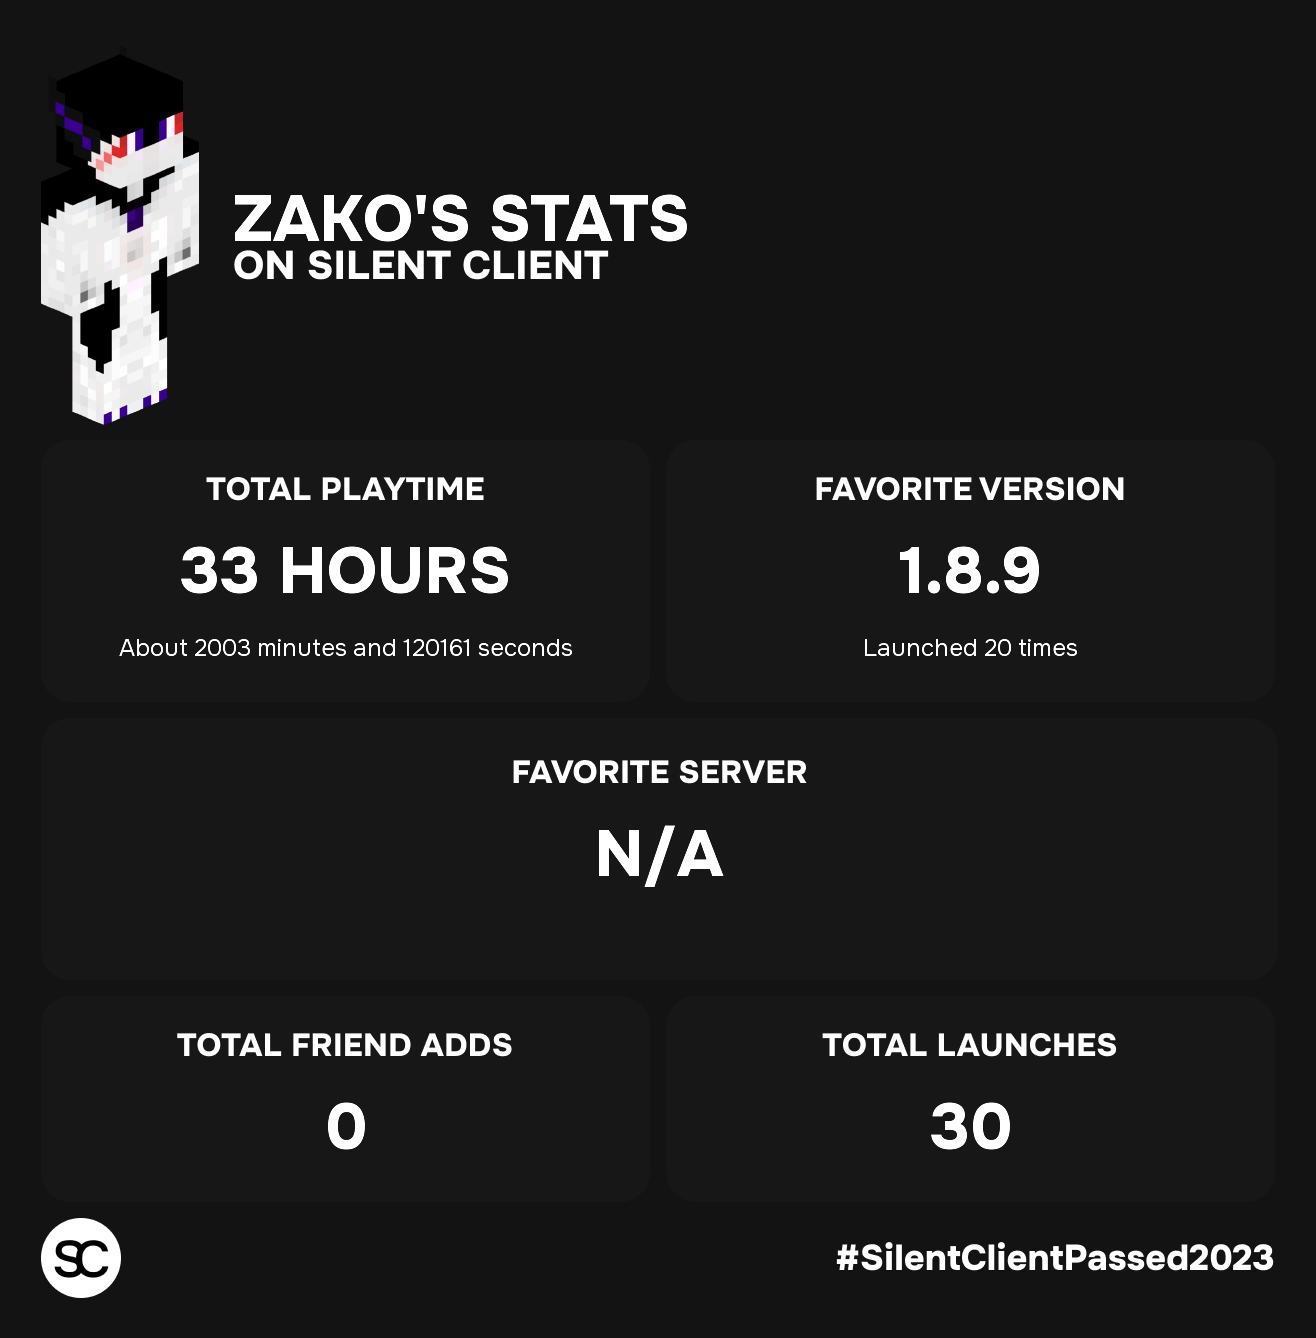 ZAKO'S STATS
ON SILENT CLIENT
TOTAL PLAYTIME
33 HOURS
About 2003 minutes and 120161 seconds
FAVORITE VERSION
1.8.9
Launched 20 times
FAVORITE SERVER
N/A
TOTAL FRIEND ADDS
0
TOTAL LAUNCHES
30
SC
#SilentClientPassed2023